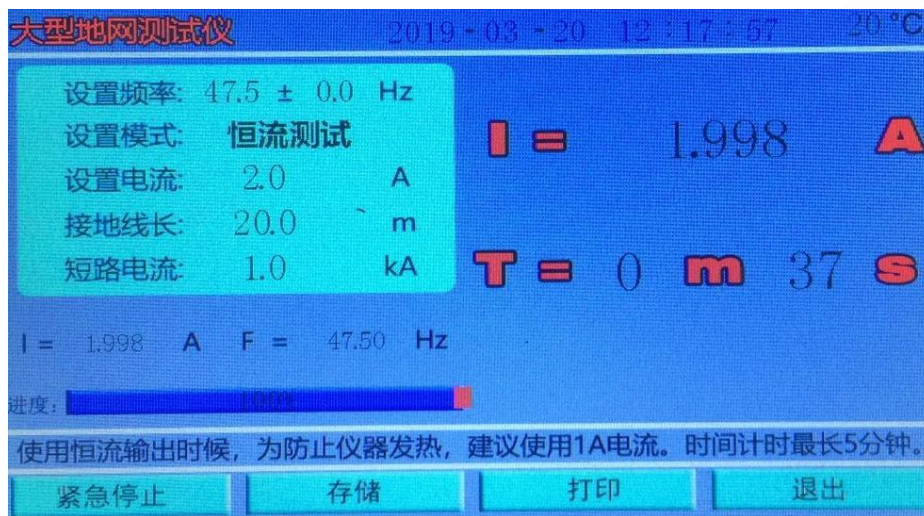 大型地网测试仪 2019-03-20 12:17:57 20℃
设置频率: 47.5 ± 0.0 Hz
设置模式: 恒流测试
设置电流: 2.0 A
接地线长: 20.0 m
短路电流: 1.0 kA
I = 1.998 A
T = 0 m 37 s
I = 1.998 A F = 47.50 Hz
进度: 100%
使用恒流输出时候，为防止仪器发热，建议使用1A电流。时间计时最长5分钟。
紧急停止 存储 打印 退出